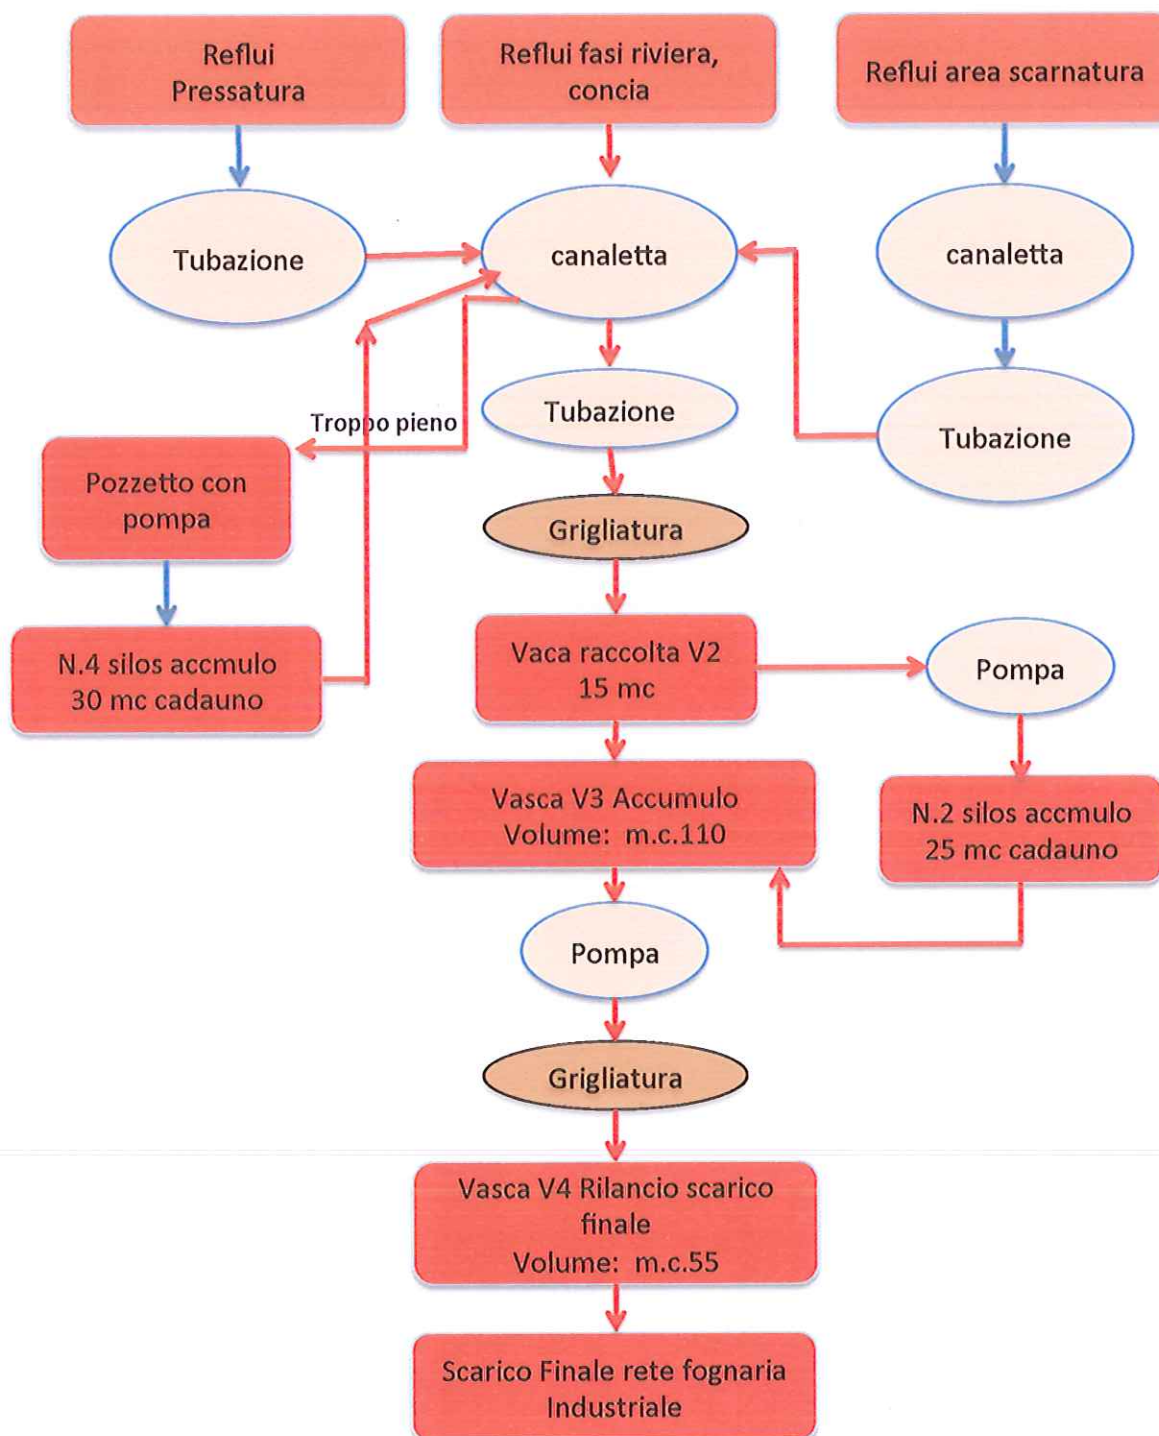 Reflui
Pressatura
Reflui fasi riviera,
concia
Reflui area scarnatura
Tubazione
canaletta
canaletta
Tubazione
Tubazione
Troppo pieno
Pozzetto con
pompa
Grigliatura
N.4 silos accmulo
30 mc cadauno
Vaca raccolta V2
15 mc
Pompa
Vasca V3 Accumulo
Volume: m.c.110
N.2 silos accmulo
25 mc cadauno
Pompa
Grigliatura
Vasca V4 Rilancio scarico
finale
Volume: m.c.55
Scarico Finale rete fognaria
Industriale